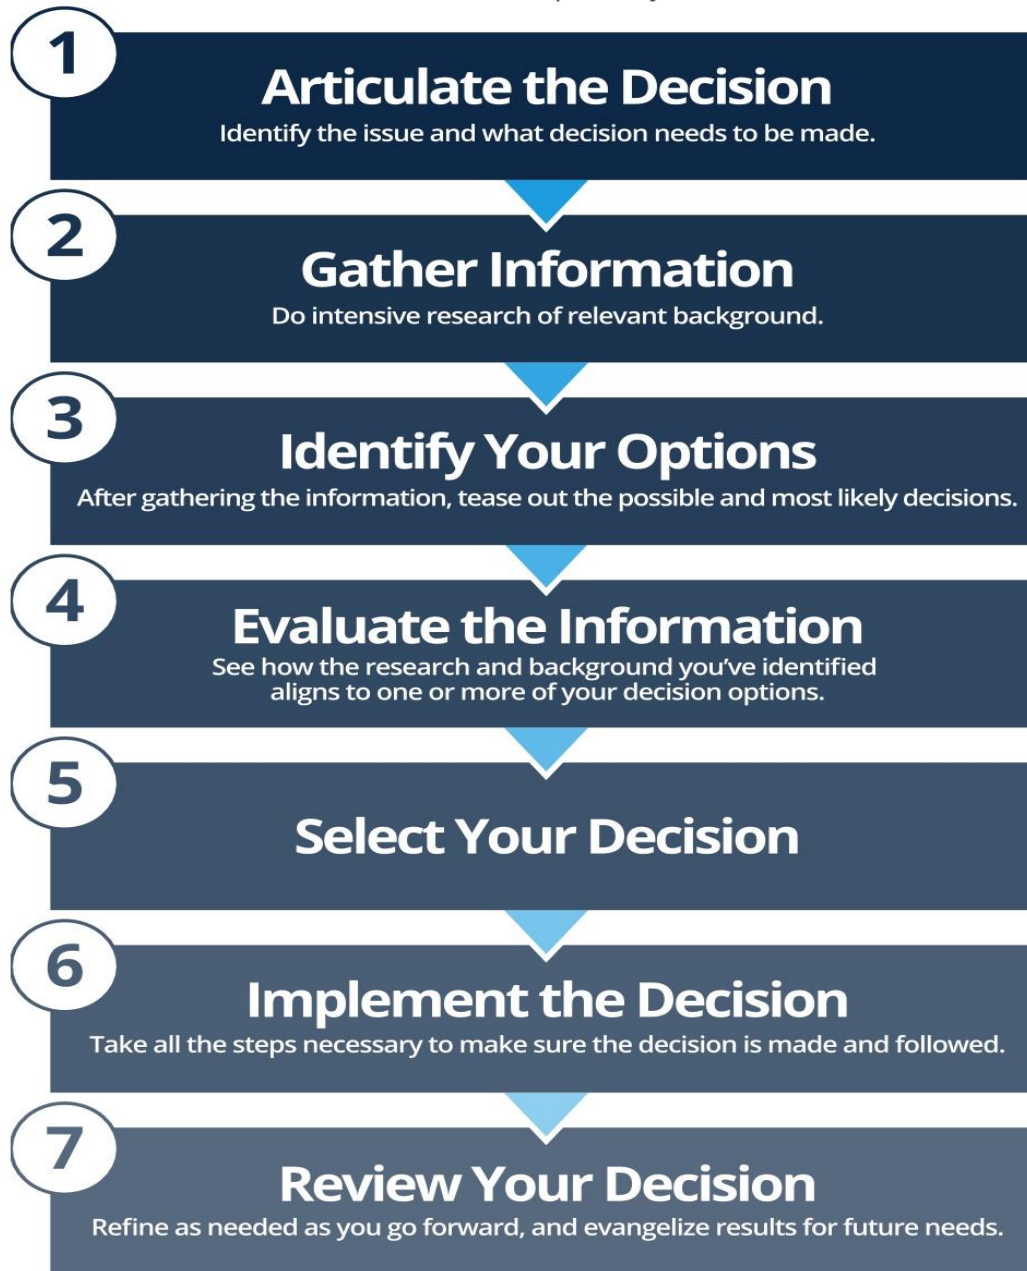 1
Articulate the Decision
Identify the issue and what decision needs to be made.
2
Gather Information
Do intensive research of relevant background.
3
Identify Your Options
After gathering the information, tease out the possible and most likely decisions.
4
Evaluate the Information
See how the research and background you've identified
aligns to one or more of your decision options.
5
Select Your Decision
6
Implement the Decision
Take all the steps necessary to make sure the decision is made and followed.
7
Review Your Decision
Refine as needed as you go forward, and evangelize results for future needs.